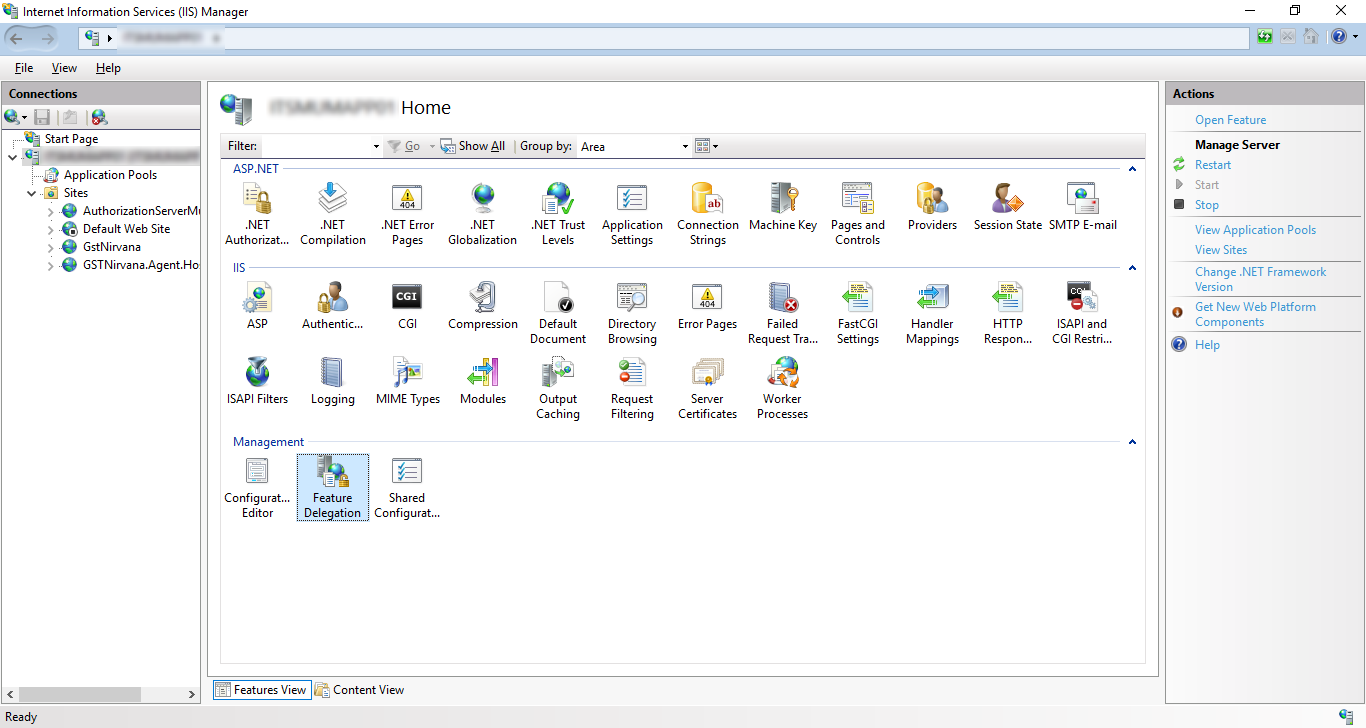 Internet Information Services (IIS) Manager
File View Help
Connections
Start Page
Application Pools
Sites
AuthorizationServerMu
Default Web Site
GstNirvana
GSTNirvana.Agent.Ho
Home
Filter: Go Show All Group by: Area
ASP.NET
.NET Authorizat...
.NET Compilation
.NET Error Pages
.NET Globalization
.NET Trust Levels
Application Settings
Connection Strings
Machine Key
Pages and Controls
Providers
Session State
SMTP E-mail
IIS
ASP
Authentic...
CGI
Compression
Default Document
Directory Browsing
Error Pages
Failed Request Tra...
FastCGI Settings
Handler Mappings
HTTP Respon...
ISAPI and CGI Restri...
ISAPI Filters
Logging
MIME Types
Modules
Output Caching
Request Filtering
Server Certificates
Worker Processes
Management
Configurat... Editor
Feature Delegation
Shared Configurat...
Features View Content View
Actions
Open Feature
Manage Server
Restart
Start
Stop
View Application Pools
View Sites
Change .NET Framework
Version
Get New Web Platform
Components
Help
Ready